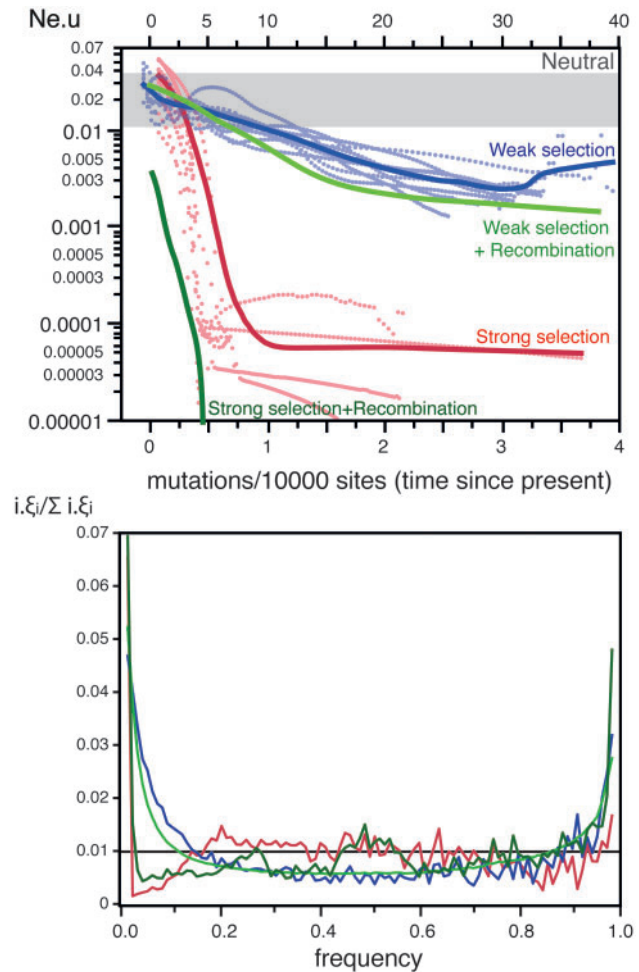 Ne.u
0 5 10 15 20 25 30 35 40
0.07
0.04
0.02
0.01
0.005
0.003
0.001
0.0005
0.0003
0.0001
0.00005
0.00003
0.00001
Neutral
Weak selection
Weak selection
+ Recombination
Strong selection
Strong selection+Recombination
0 1 2 3 4
mutations/10000 sites (time since present)
i.ξi/Σ i.ξi
0.07
0.06
0.05
0.04
0.03
0.02
0.01
0
0.0 0.2 0.4 0.6 0.8 1.0
frequency